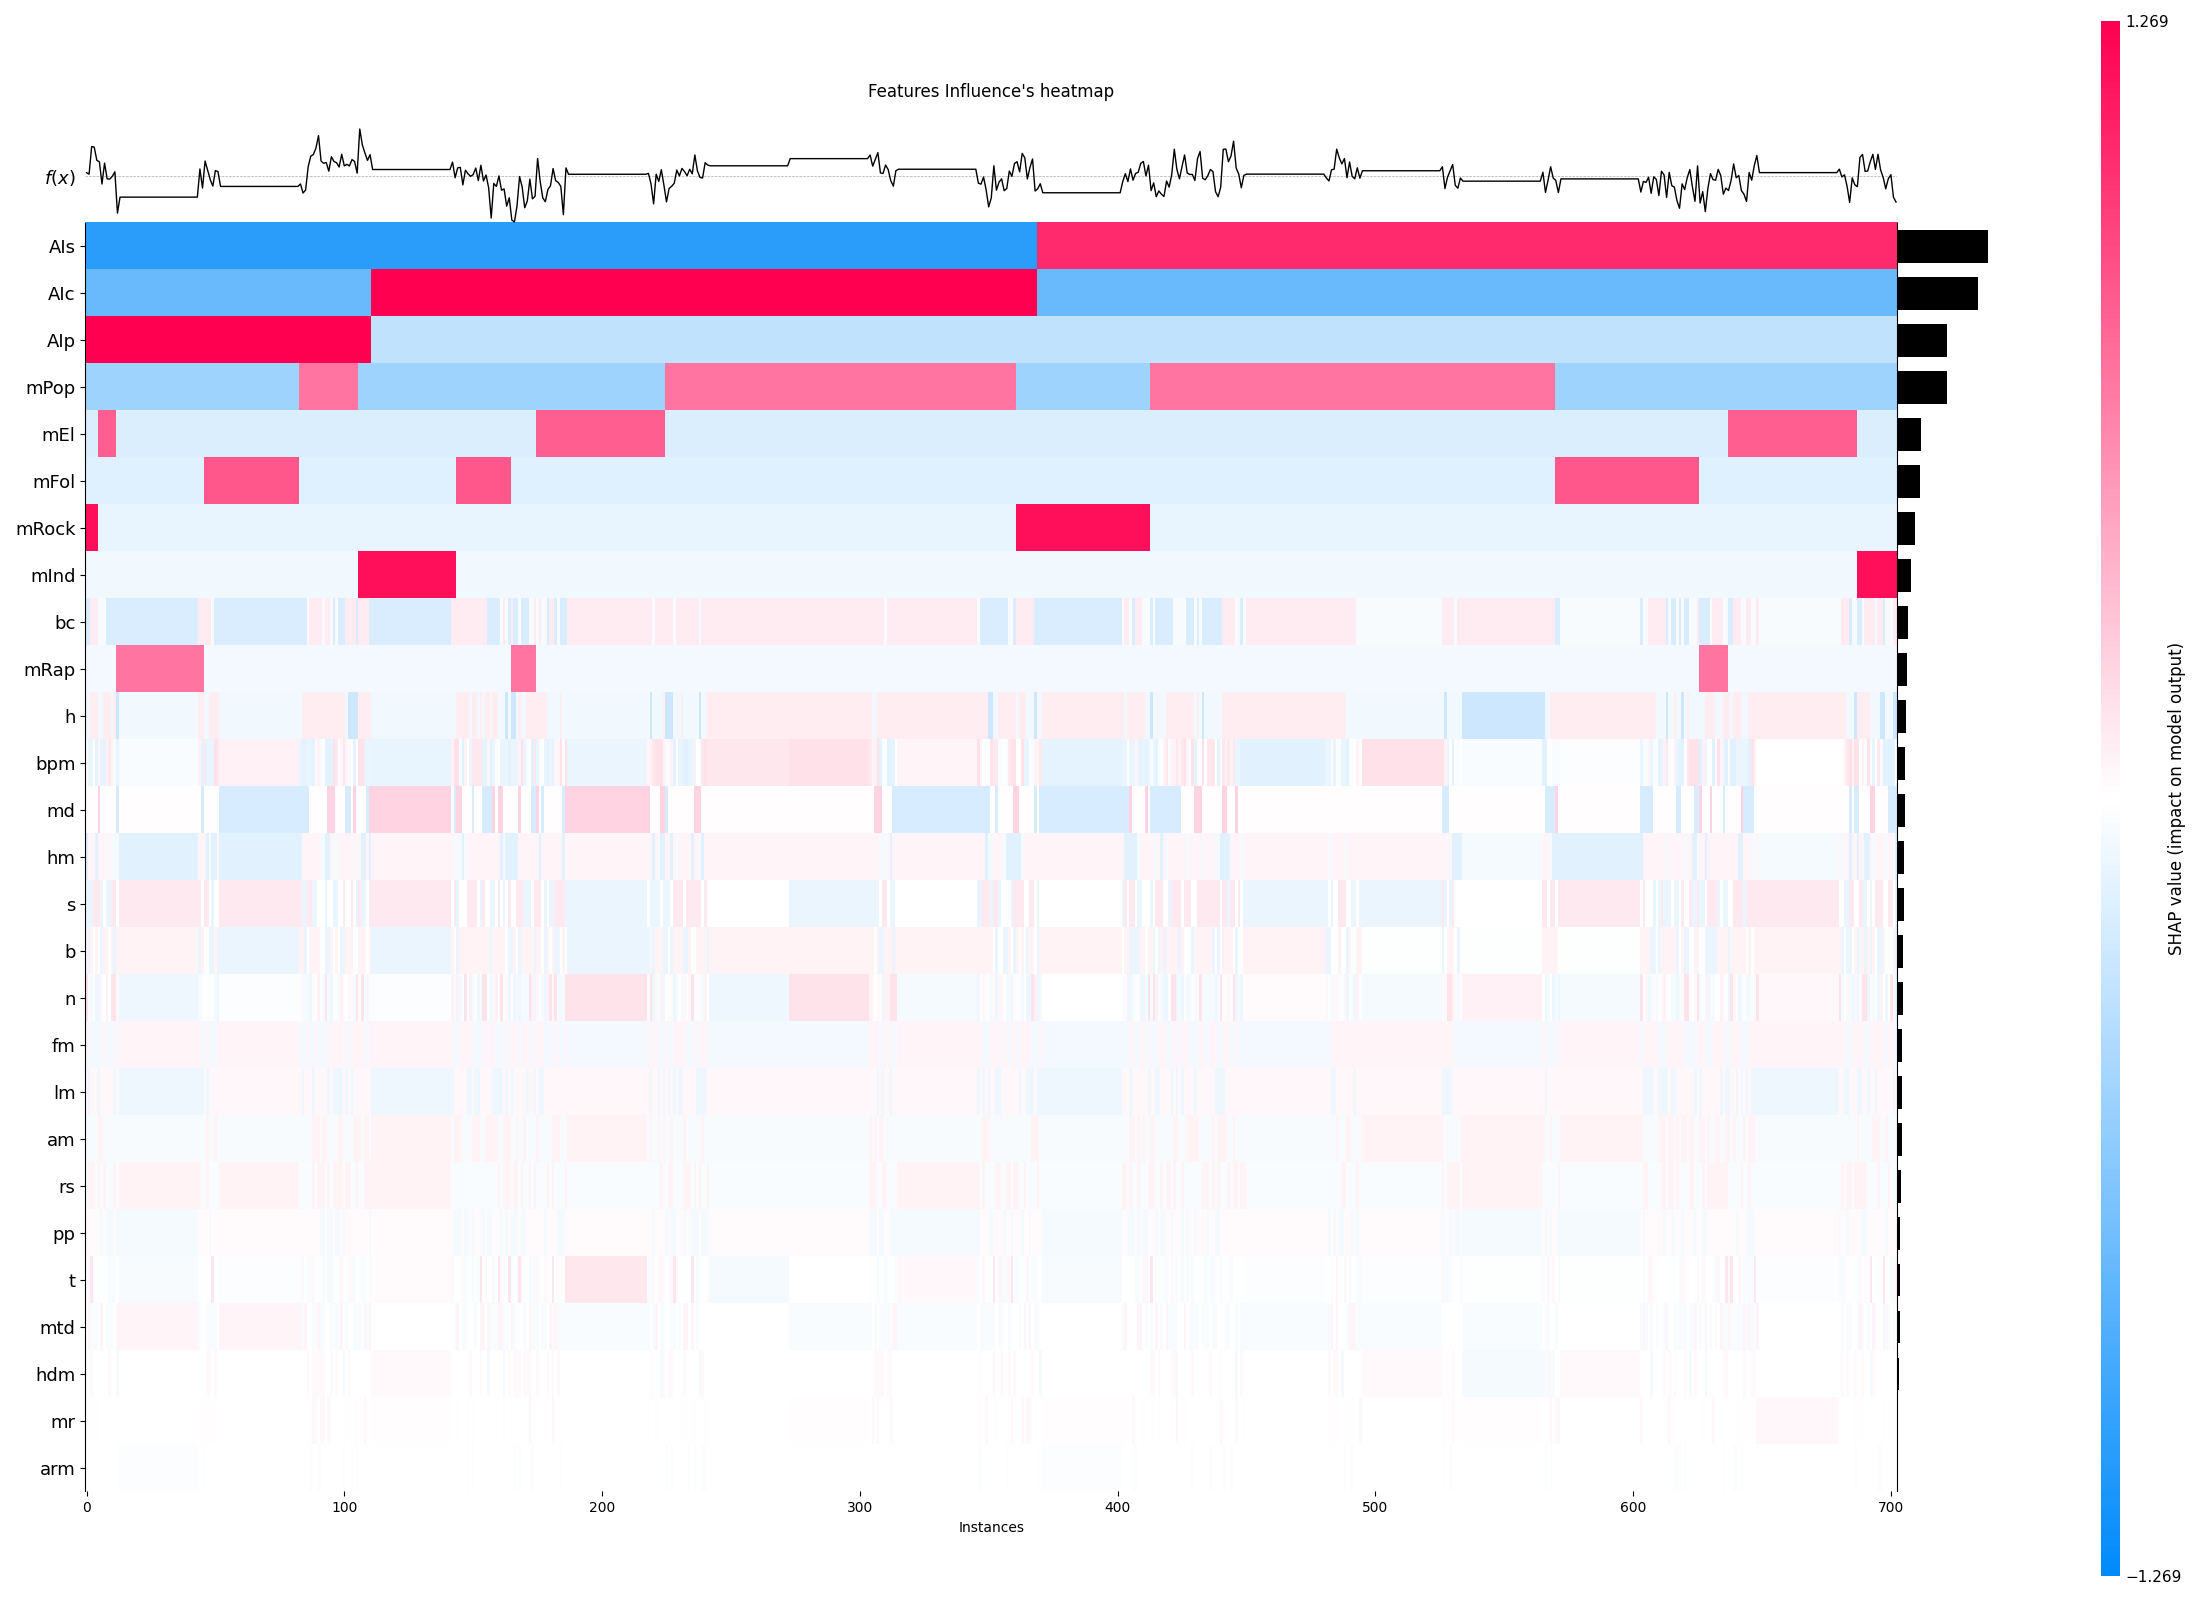 Features Influence's heatmap
f(x)
AIs
AIc
AIp
mPop
mEl
mFol
mRock
mInd
bc
mRap
h
bpm
md
hm
s
b
n
fm
lm
am
rs
pp
t
mtd
hdm
mr
arm
0 100 200 300 400 500 600 700
Instances
1.269
SHAP value (impact on model output)
−1.269